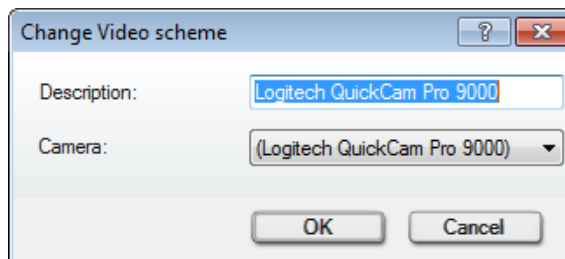 Change Video scheme
Description: Logitech QuickCam Pro 9000
Camera: (Logitech QuickCam Pro 9000)
OK Cancel